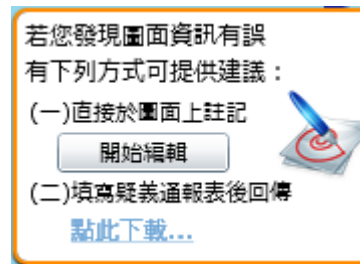 若您發現圖面資訊有誤
有下列方式可提供建議：
(一)直接於圖面上註記
開始編輯
(二)填寫疑義通報表後回傳
點此下載...